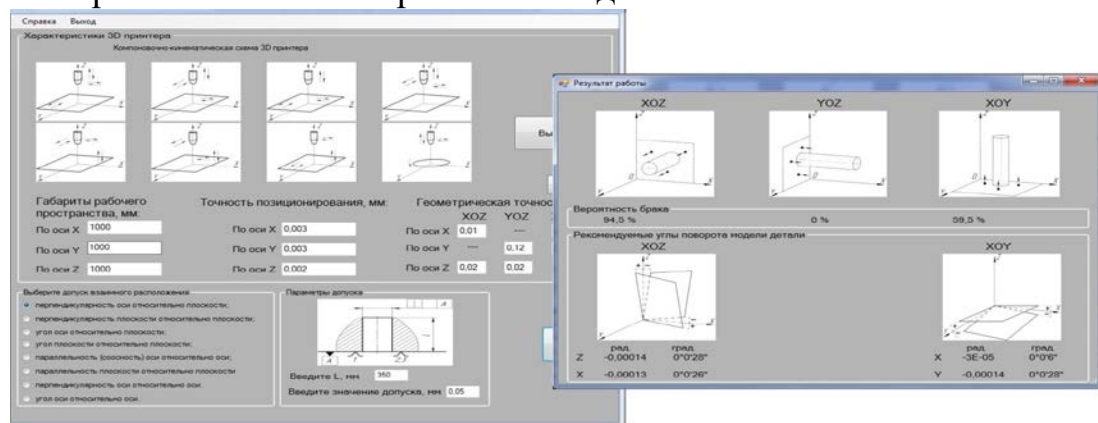 Справка Выход
Характеристики 3D принтера
Компоновочно-кинематическая схема 3D принтера
Габариты рабочего
пространства, мм:
По оси X 1000
По оси Y 1000
По оси Z 1000
Точность позиционирования, мм:
По оси X 0,003
По оси Y 0,003
По оси Z 0,002
Геометрическая точнос
XOZ YOZ
По оси X 0,01 ----
По оси Y ---- 0,12
По оси Z 0,02 0,02
Вы
Выберите допуск взаимного расположения
перпендикулярность оси относительно плоскости;
перпендикулярность плоскости относительно плоскости;
угол оси относительно плоскости;
угол плоскости относительно плоскости;
параллельность (соосность) оси относительно оси;
параллельность плоскости относительно плоскости
перпендикулярность оси относительно оси.
угол оси относительно оси.
Параметры допуска
A
Введите L, мм 350
Введите значение допуска, мм 0,05
Результат работы
XOZ YOZ XOY
Вероятность брака
94,5 % 0 % 59,5 %
Рекомендуемые углы поворота модели детали
XOZ XOY
рад. град.
Z -0,00014 0°0'28"
X -0,00013 0°0'26"
рад. град.
X -3E-05 0°0'6"
Y -0,00014 0°0'28"